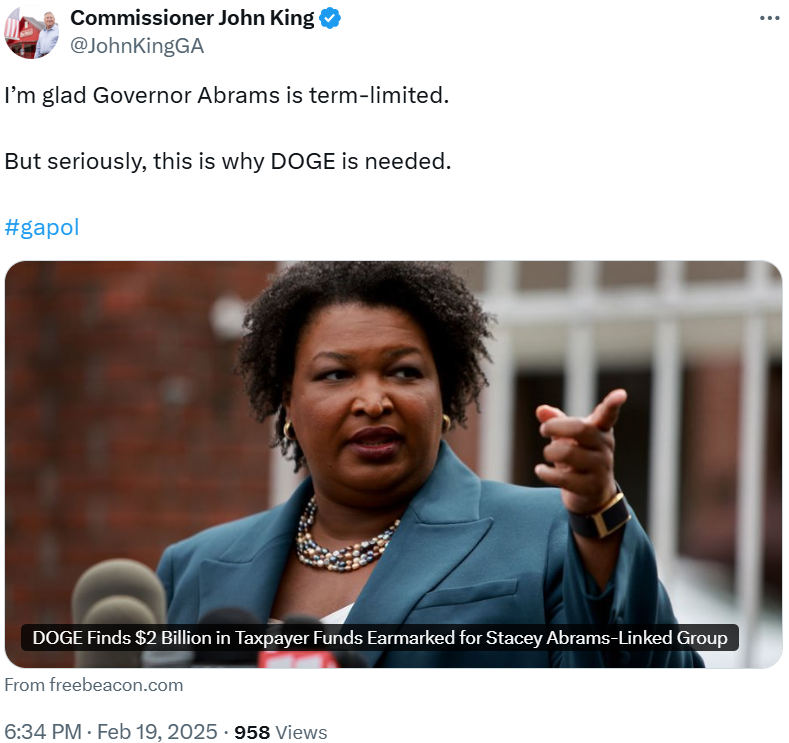 Commissioner John King
@JohnKingGA
I’m glad Governor Abrams is term-limited.
But seriously, this is why DOGE is needed.
#gapol
DOGE Finds $2 Billion in Taxpayer Funds Earmarked for Stacey Abrams-Linked Group
From freebeacon.com
6:34 PM · Feb 19, 2025 · 958 Views